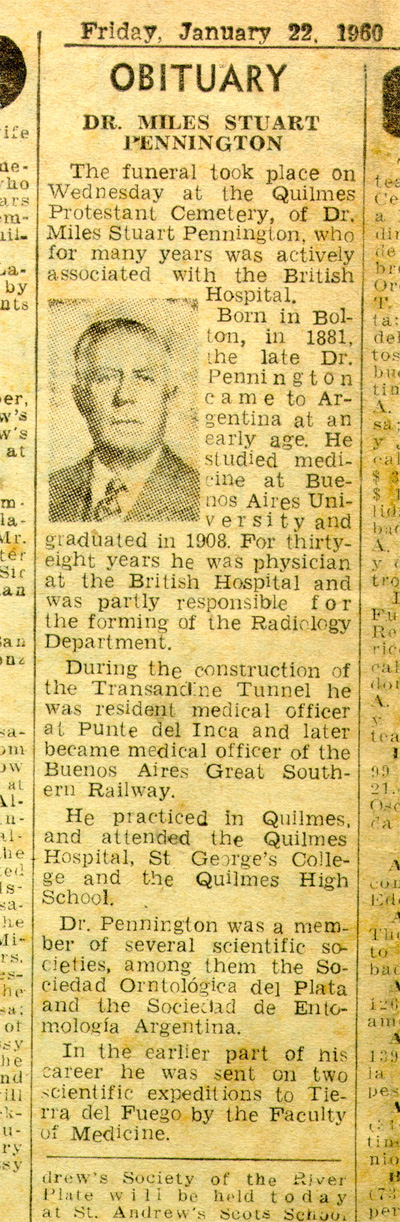 Friday, January 22, 1960
OBITUARY
DR. MILES STUART
PENNINGTON
The funeral took place on
Wednesday at the Quilmes
Protestant Cemetery, of Dr.
Miles Stuart Pennington, who
for many years was actively
associated with the British
Hospital.
Born in Bol-
ton, in 1881,
the late Dr.
Pennington
came to Ar-
gentina at an
early age. He
studied medi-
cine at Bue-
nos Aires Uni-
versity and
graduated in 1908. For thirty-
eight years he was physician
at the British Hospital and
was partly responsible for
the forming of the Radiology
Department.
During the construction of
the Transandine Tunnel he
was resident medical officer
at Punte del Inca and later
became medical officer of the
Buenos Aires Great South-
ern Railway.
He practiced in Quilmes,
and attended the Quilmes
Hospital, St George's Colle-
ge and the Quilmes High
School.
Dr. Pennington was a mem-
ber of several scientific so-
cieties, among them the So-
ciedad Orntológica del Plata
and the Sociedad de Ento-
mología Argentina.
In the earlier part of his
career he was sent on two
scientific expeditions to Tie-
rra del Fuego by the Faculty
of Medicine.
drew's Society of the River
Plate will be held today
at St. Andrew's Scots School